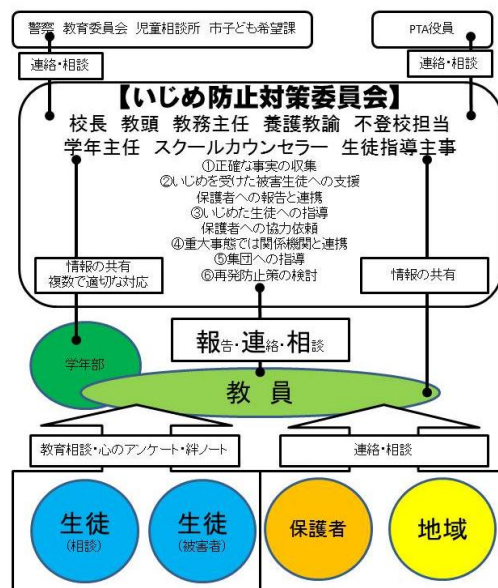 警察 教育委員会 児童相談所 市子ども希望課
PTA役員
連絡・相談
連絡・相談
【いじめ防止対策委員会】
校長 教頭 教務主任 養護教諭 不登校担当
学年主任 スクールカウンセラー 生徒指導主事
①正確な事実の収集
②いじめを受けた被害生徒への支援
保護者への報告と連携
③いじめた生徒への指導
保護者への協力依頼
④重大事態では関係機関と連携
⑤集団への指導
⑥再発防止策の検討
情報の共有
複数で適切な対応
情報の共有
報告・連絡・相談
学年部
教員
教育相談・心のアンケート・絆ノート
連絡・相談
生徒
(相談)
生徒
(被害者)
保護者
地域